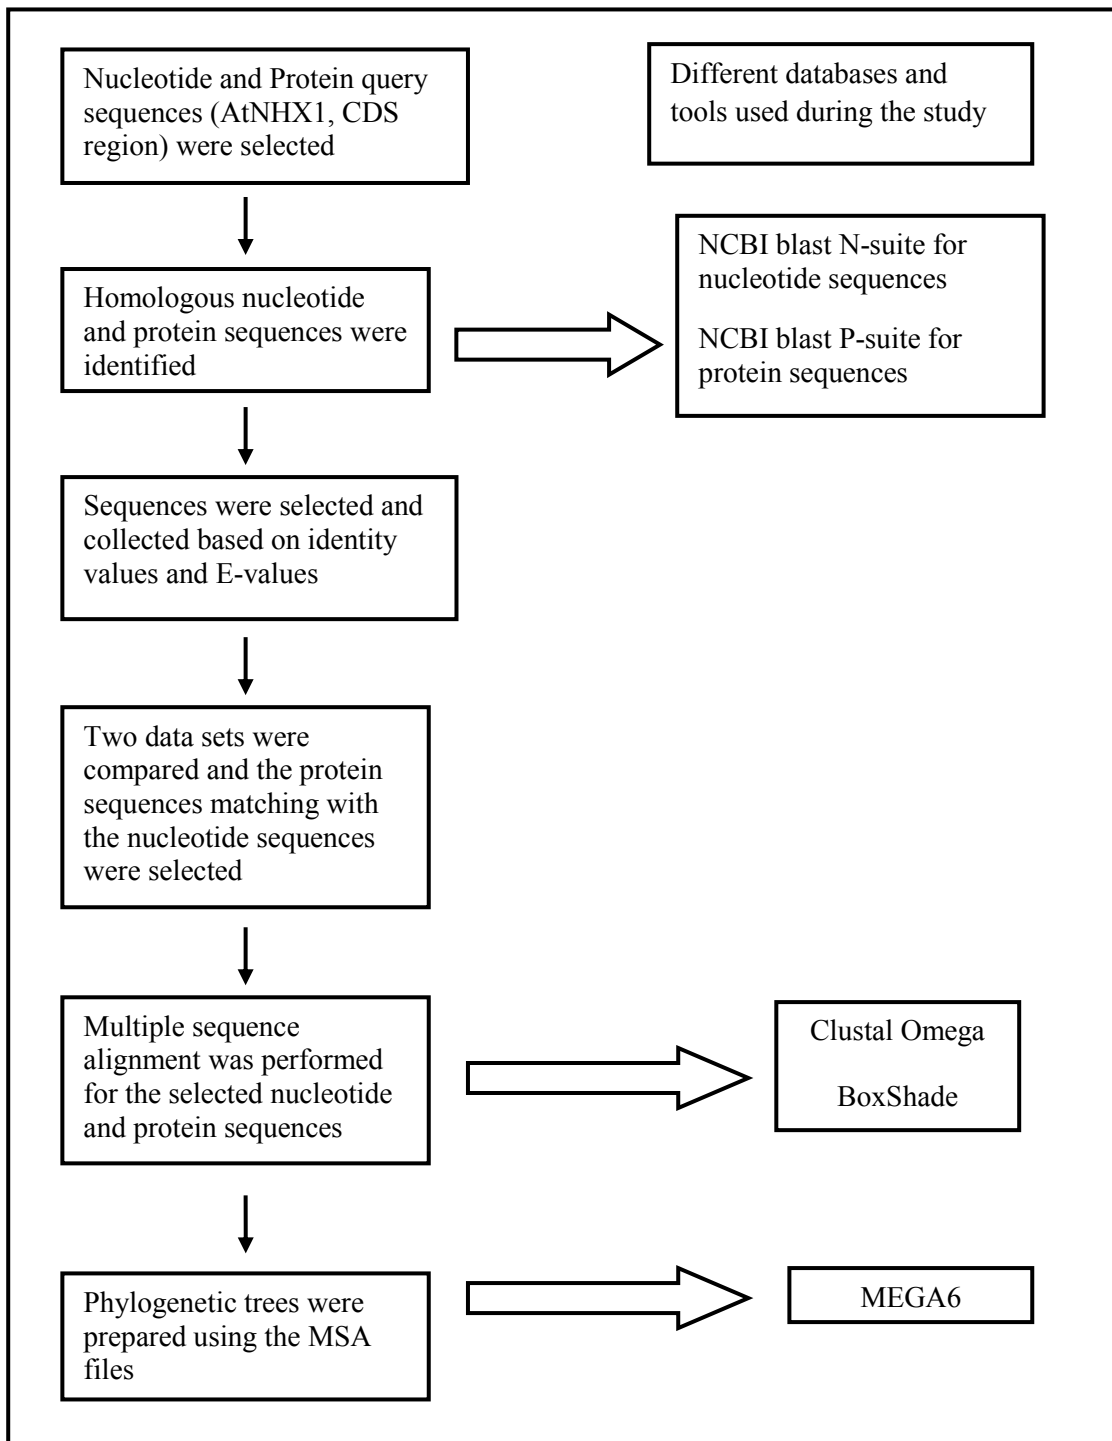 Nucleotide and Protein query
sequences (AtNHX1, CDS
region) were selected
Different databases and
tools used during the study
Homologous nucleotide
and protein sequences were
identified
NCBI blast N-suite for
nucleotide sequences
NCBI blast P-suite for
protein sequences
Sequences were selected and
collected based on identity
values and E-values
Two data sets were
compared and the protein
sequences matching with
the nucleotide sequences
were selected
Multiple sequence
alignment was performed
for the selected nucleotide
and protein sequences
Clustal Omega
BoxShade
Phylogenetic trees were
prepared using the MSA
files
MEGA6